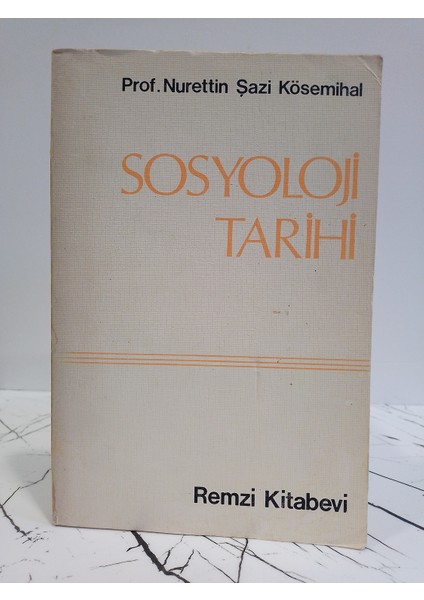 Prof. Nurettin Şazi Kösemihal
SOSYOLOJİ
TARİHİ
Remzi Kitabevi